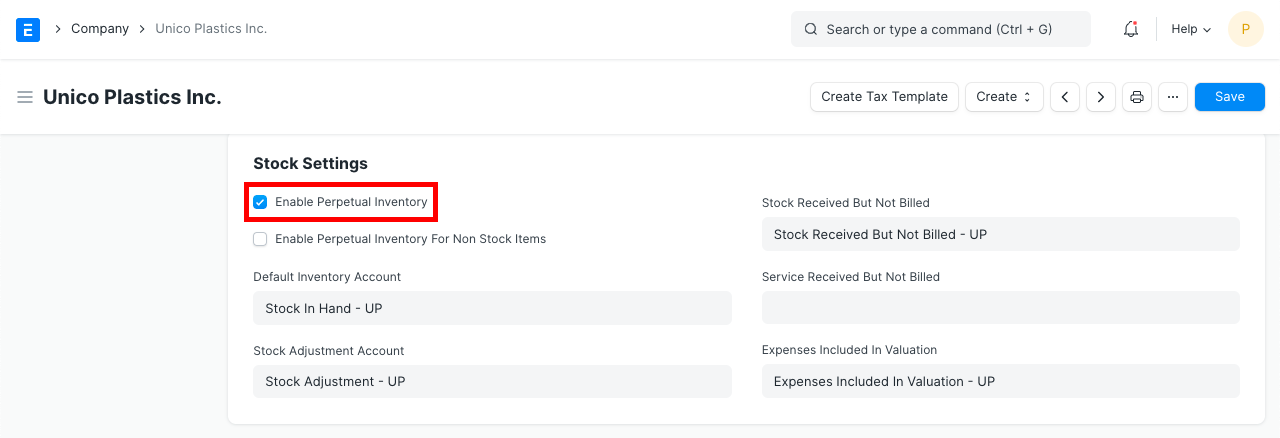 E
Company
Unico Plastics Inc.
Search or type a command (Ctrl + G)
Help
P
Unico Plastics Inc.
Create Tax Template
Create
...
Save
Stock Settings
Enable Perpetual Inventory
Enable Perpetual Inventory For Non Stock Items
Default Inventory Account
Stock In Hand - UP
Stock Adjustment Account
Stock Adjustment - UP
Stock Received But Not Billed
Stock Received But Not Billed - UP
Service Received But Not Billed
Expenses Included In Valuation
Expenses Included In Valuation - UP